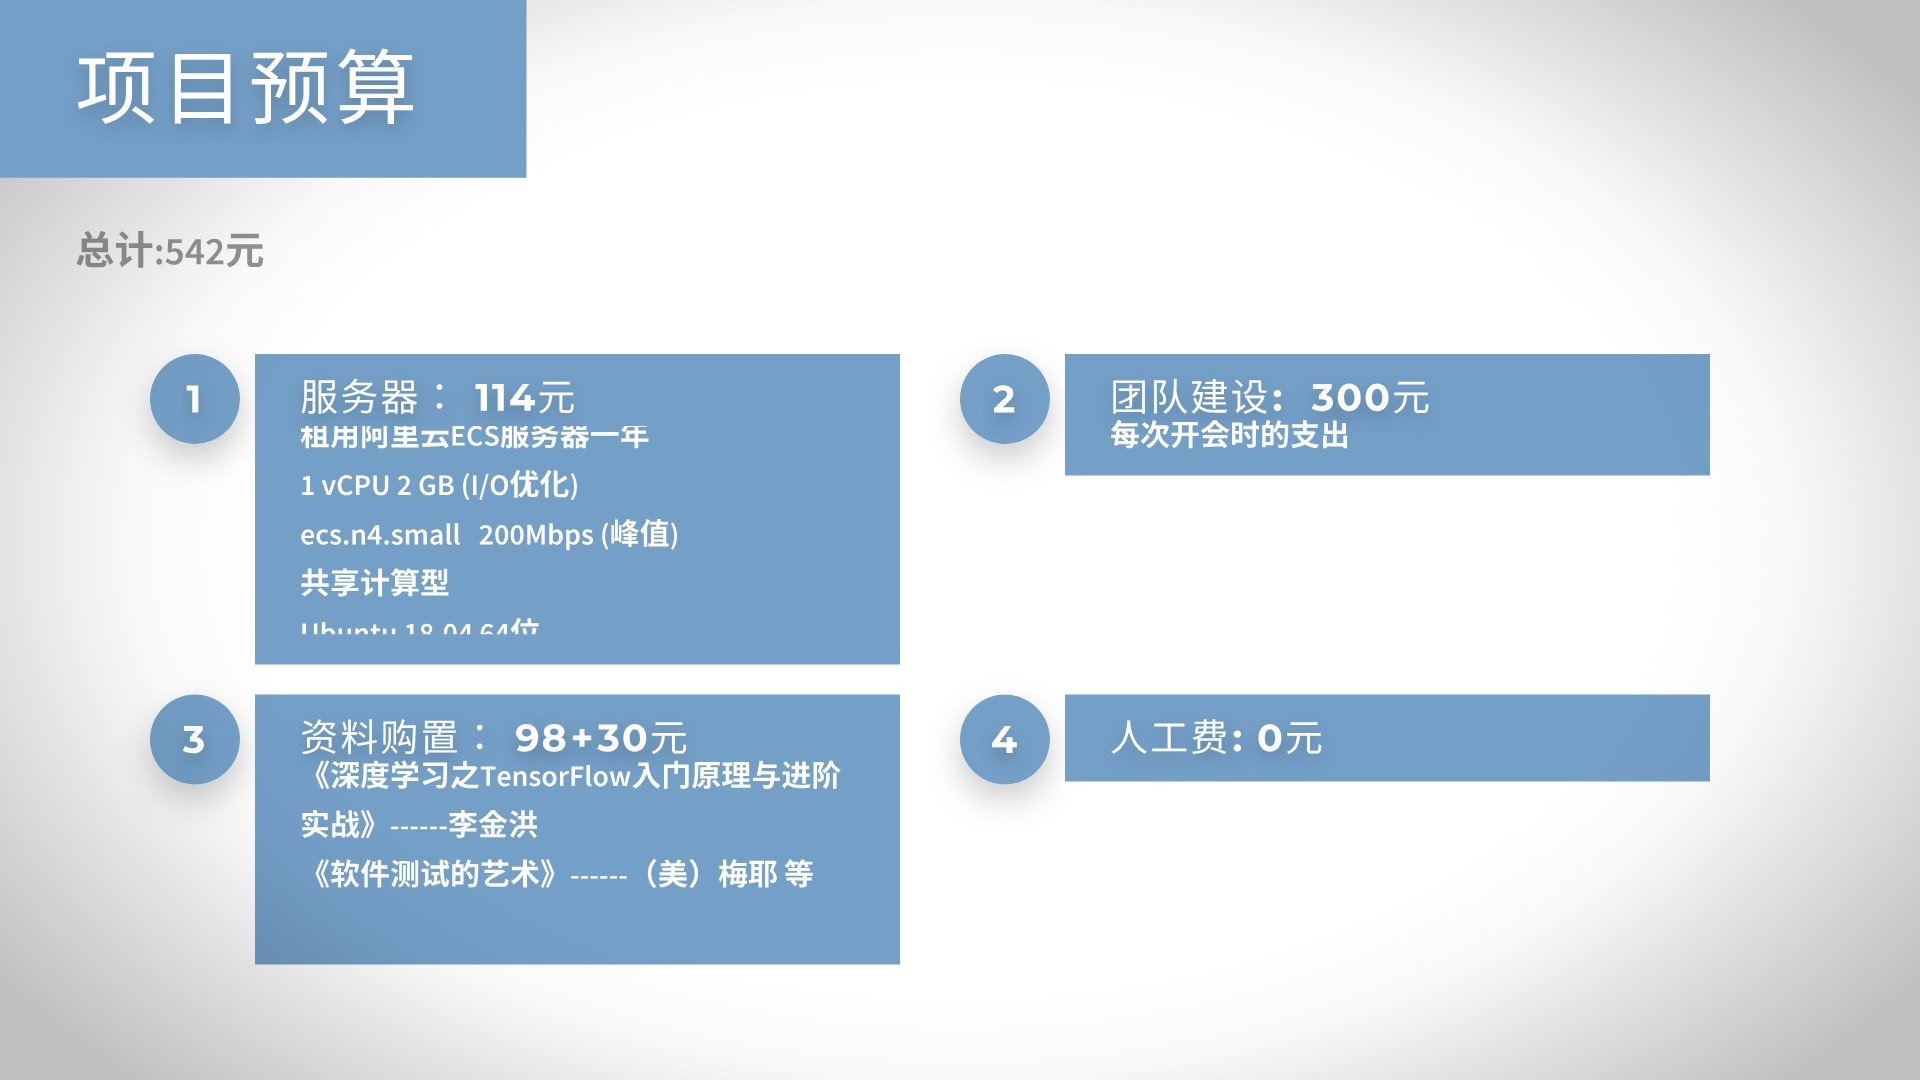 项目预算
总计:542元
1
服务器： 114元
租用阿里云ECS服务器一年
1 vCPU 2 GB (I/O优化)
ecs.n4.small 200Mbps (峰值)
共享计算型
Ubuntu 18.04 64位
2
团队建设: 300元
每次开会时的支出
3
资料购置： 98+30元
《深度学习之TensorFlow入门原理与进阶
实战》------李金洪
《软件测试的艺术》------（美）梅耶 等
4
人工费: 0元